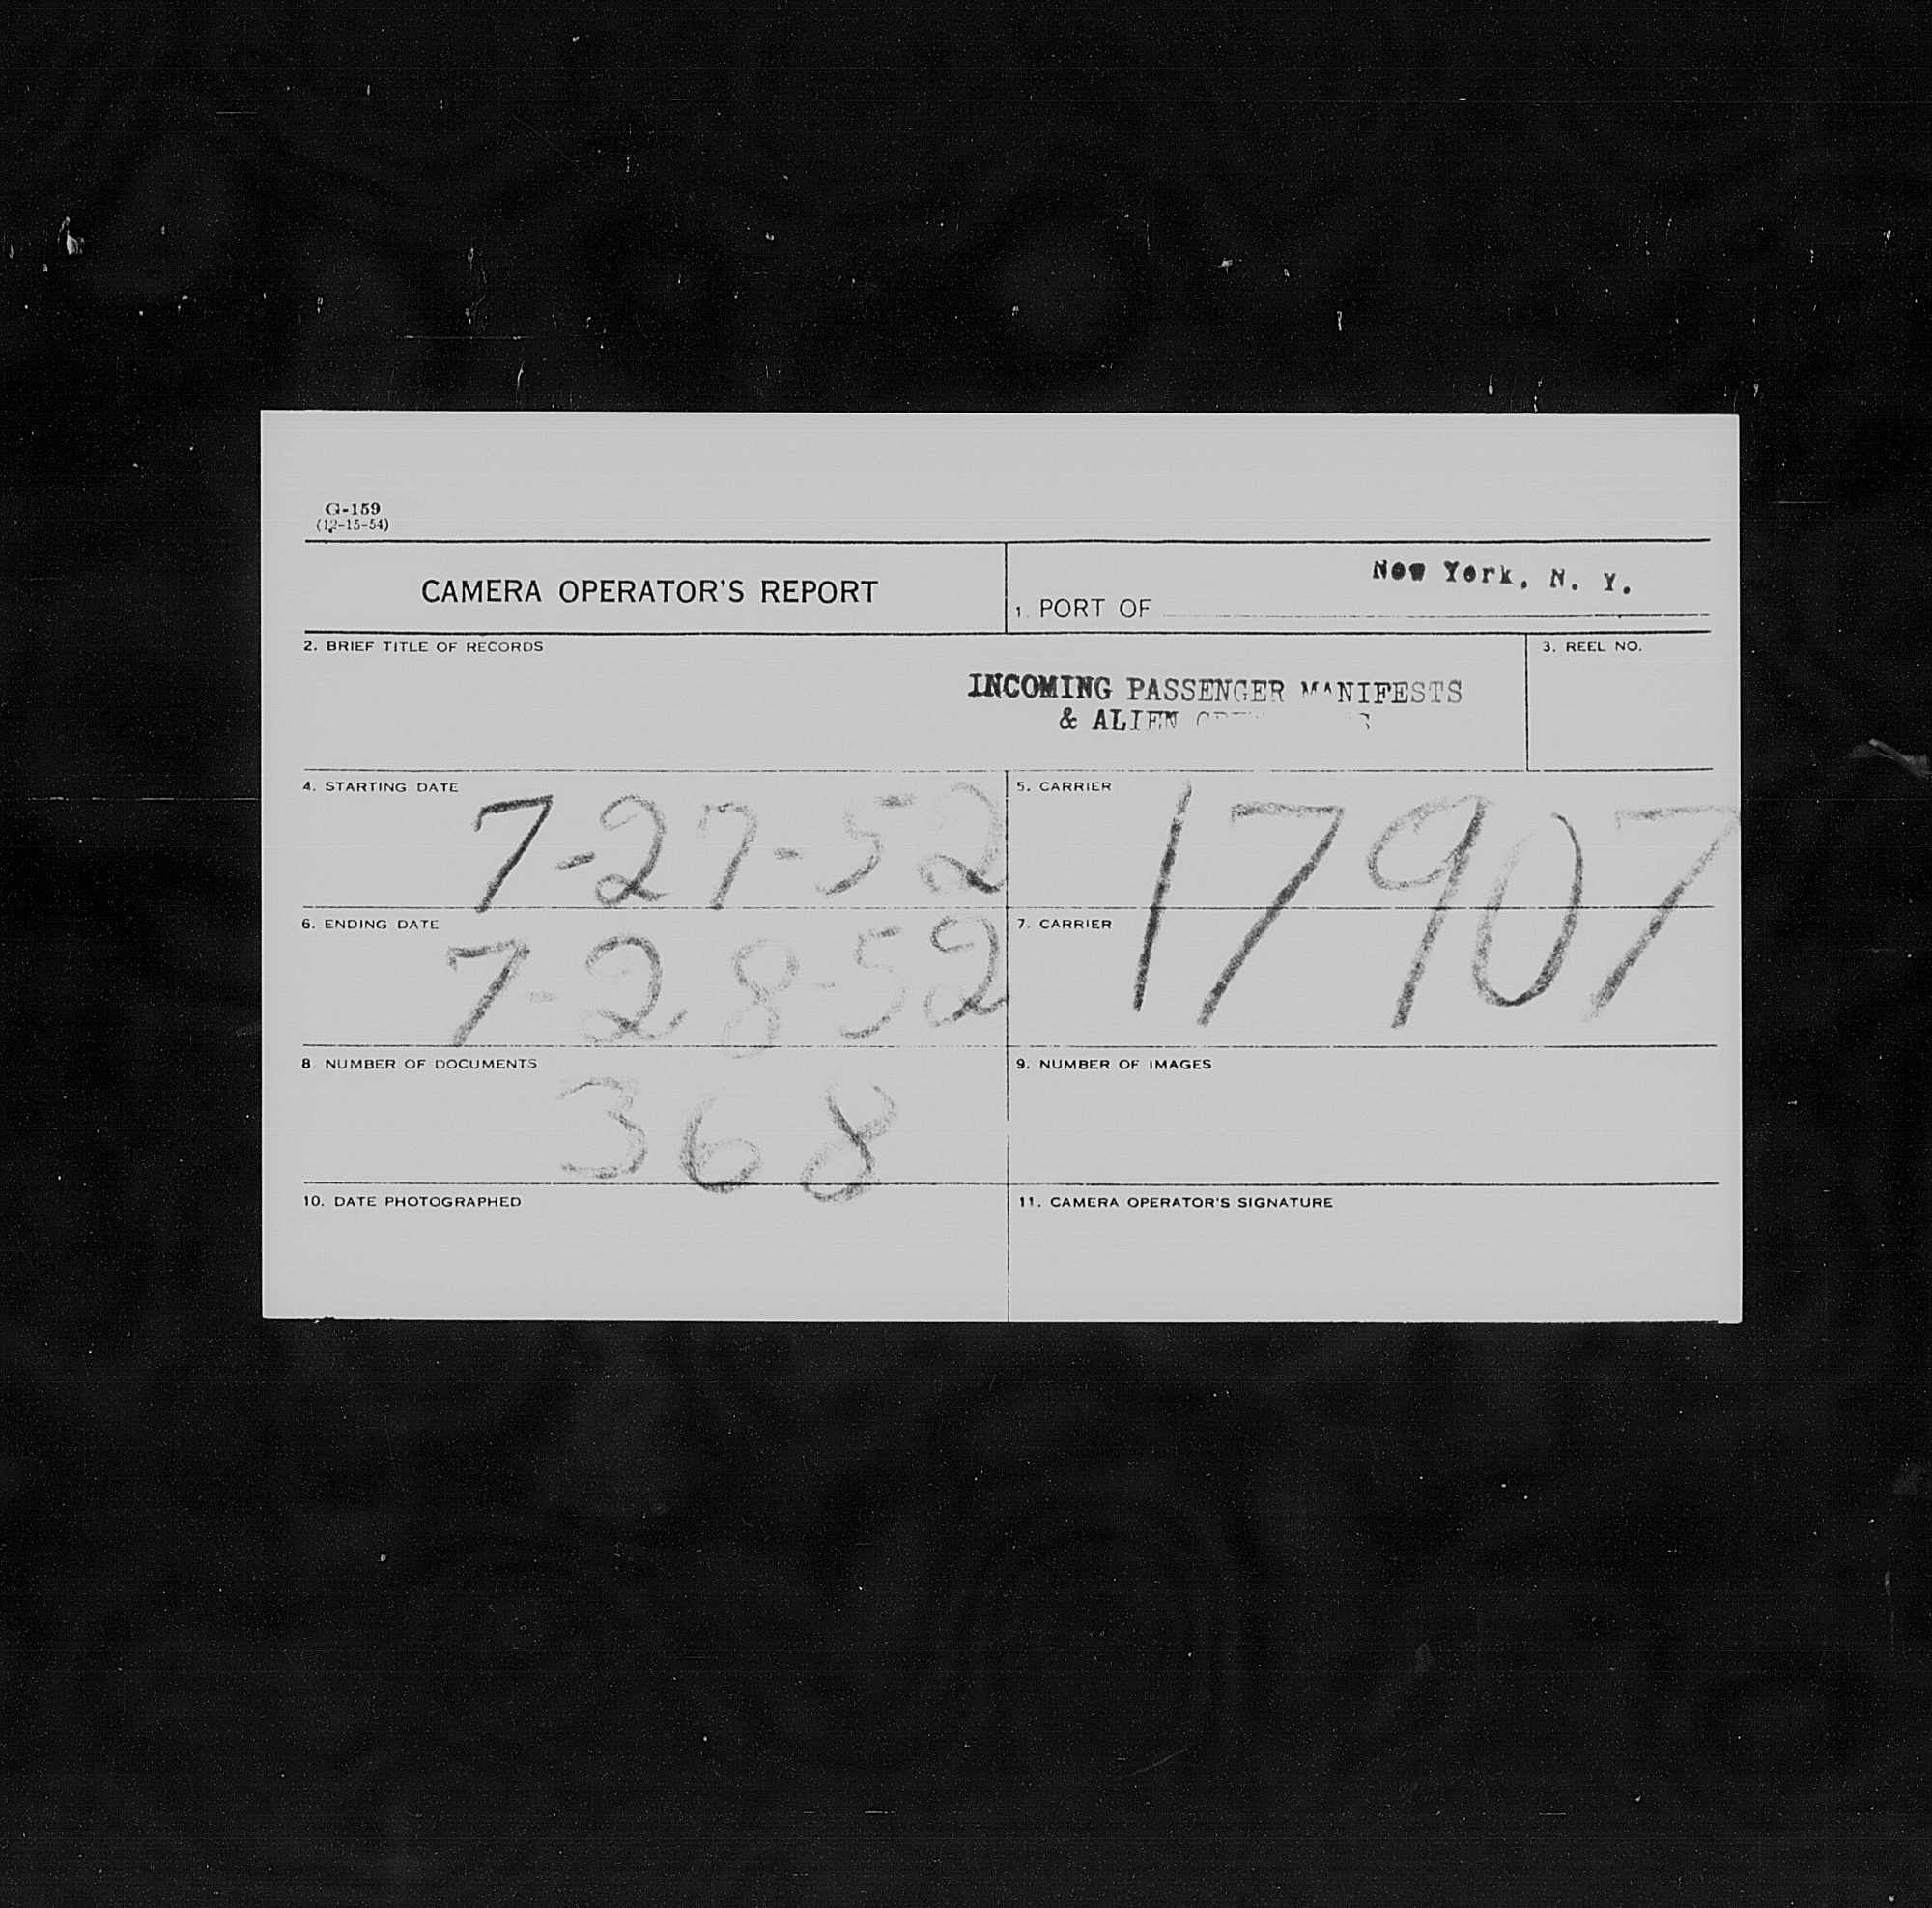 G-159
(12-15-54)
CAMERA OPERATOR'S REPORT
1. PORT OF New York, N. Y.
2. BRIEF TITLE OF RECORDS
INCOMING PASSENGER MANIFESTS
& ALIEN
3. REEL NO.
4. STARTING DATE
7-27-52
5. CARRIER
17907
6. ENDING DATE
7-28-52
7. CARRIER
8. NUMBER OF DOCUMENTS
368
9. NUMBER OF IMAGES
10. DATE PHOTOGRAPHED
11. CAMERA OPERATOR'S SIGNATURE